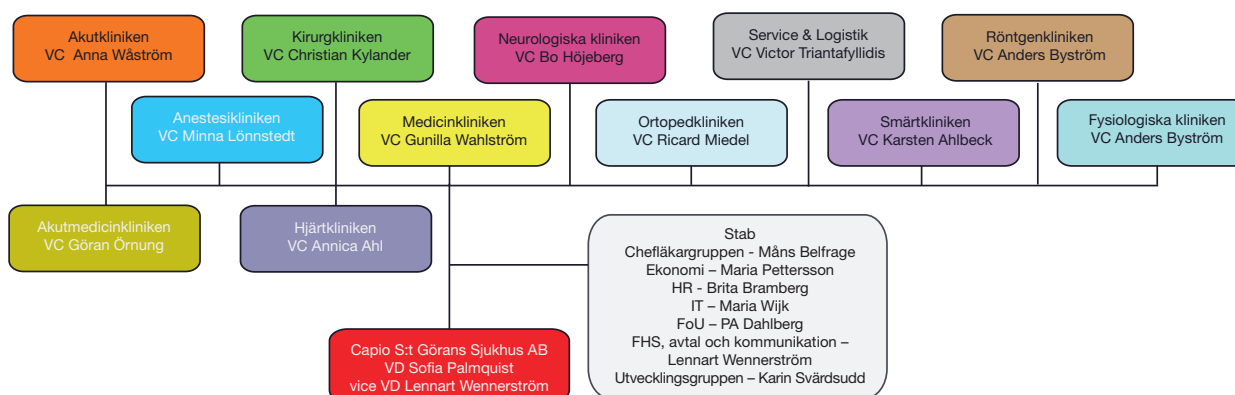 Akutkliniken
VC  Anna Wåström
Kirurgkliniken
VC Christian Kylander
Neurologiska kliniken
VC Bo Höjeberg
Service & Logistik
VC Victor Triantafyllidis
Röntgenkliniken
VC Anders Byström
Anestesikliniken
VC Minna Lönnstedt
Medicinkliniken
VC Gunilla Wahlström
Ortopedkliniken
VC Ricard Miedel
Smärtkliniken
VC Karsten Ahlbeck
Fysiologiska kliniken
VC Anders Byström
Akutmedicinkliniken
VC Göran Örnung
Hjärtkliniken
VC Annica Ahl
Stab
Chefläkargruppen - Måns Belfrage
Ekonomi – Maria Pettersson
HR - Brita Bramberg
IT – Maria Wijk
FoU – PA Dahlberg
FHS, avtal och kommunikation –
Lennart Wennerström
Utvecklingsgruppen – Karin Svärdsudd
Capio S:t Görans Sjukhus AB
VD Sofia Palmquist
vice VD Lennart Wennerström